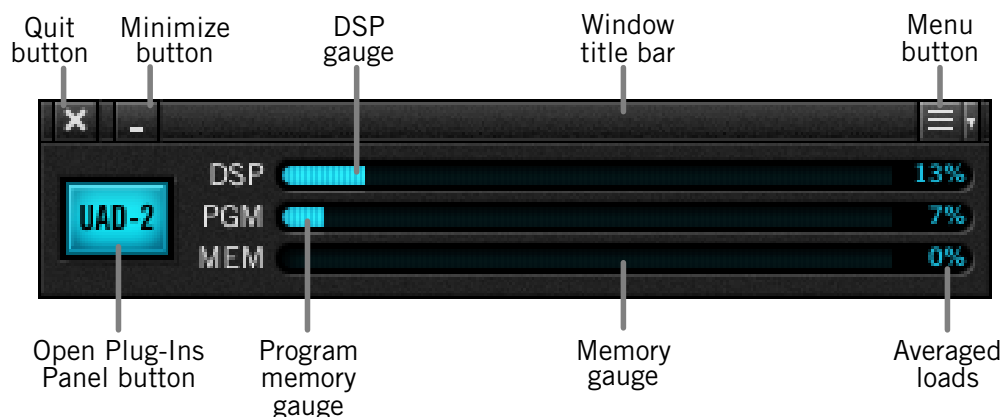 Quit
button
Minimize
button
DSP
gauge
Window
title bar
Menu
button
DSP 13%
UAD-2
PGM 7%
MEM 0%
Open Plug-Ins
Panel button
Program
memory
gauge
Memory
gauge
Averaged
loads